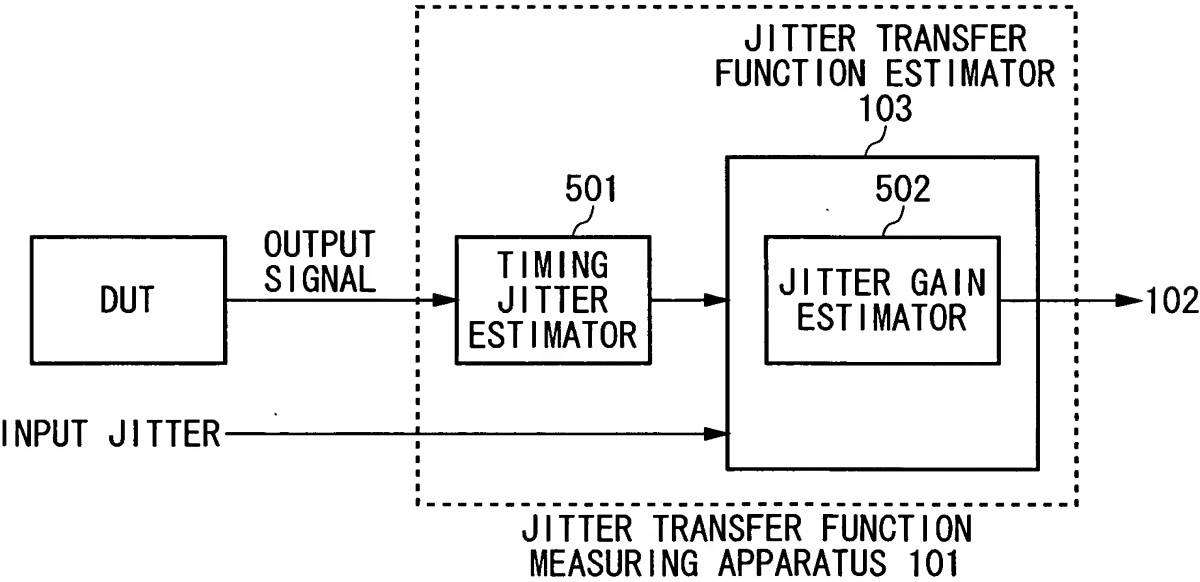 JITTER TRANSFER
FUNCTION ESTIMATOR
103
501
502
DUT
OUTPUT
SIGNAL
TIMING
JITTER
ESTIMATOR
JITTER GAIN
ESTIMATOR
102
INPUT JITTER
JITTER TRANSFER FUNCTION
MEASURING APPARATUS 101